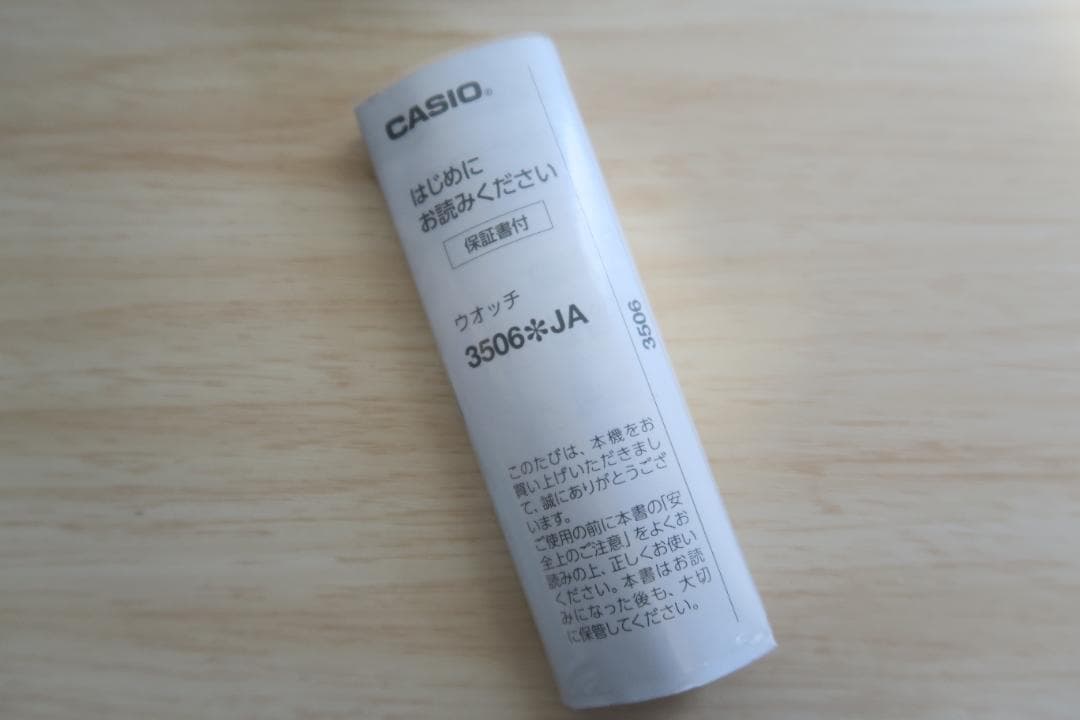 CASIO®
はじめに
お読みください
保証書付
ウオッチ
3506＊JA
3506
このたびは、本機をお
買い上げいただきまし
て、誠にありがとうござ
います。
ご使用の前に本書の「安
全上のご注意」をよくお
読みの上、正しくお使い
ください。本書はお読
みになった後も、大切
に保管してください。